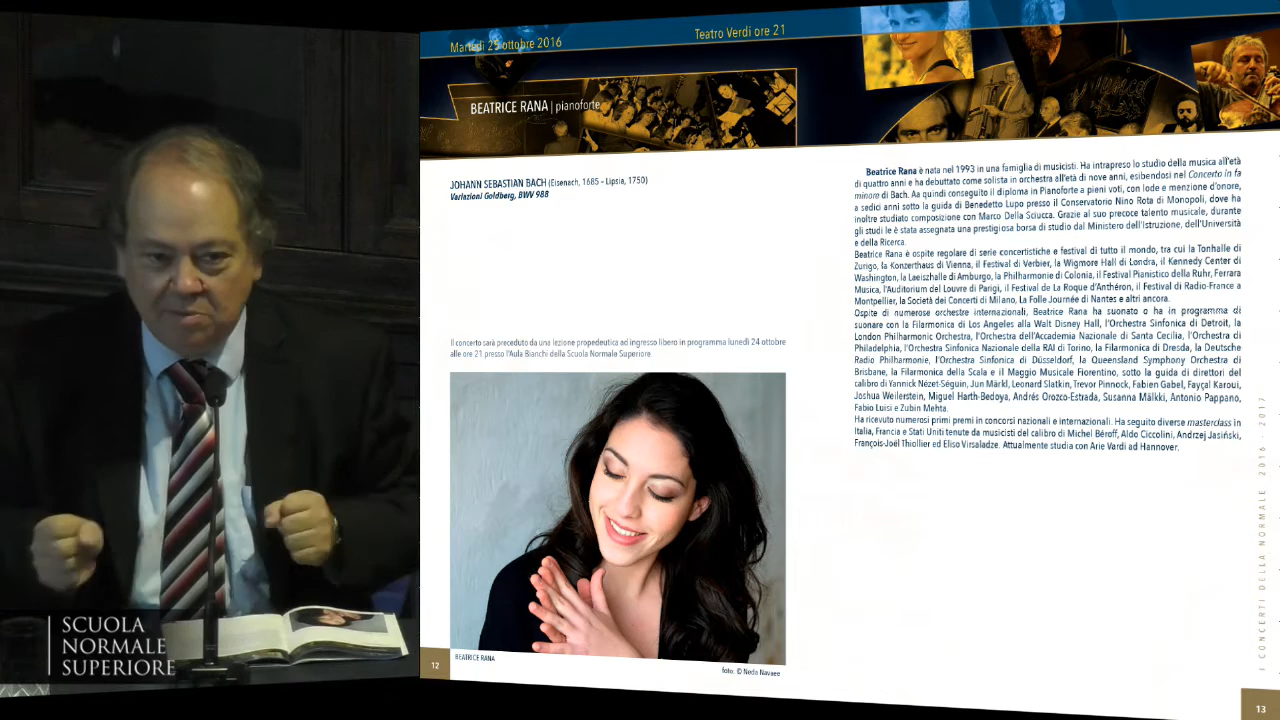 SCUOLA
NORMALE
SUPERIORE
Martedì 25 ottobre 2016
Teatro Verdi ore 21
BEATRICE RANA | pianoforte
JOHANN SEBASTIAN BACH (Eisenach, 1685 - Lipsia, 1750)
Variazioni Goldberg, BWV 988
Il concerto sarà preceduto da una lezione propedeutica ad ingresso libero in programma lunedì 24 ottobre
alle ore 21 presso l'Aula Bianchi della Scuola Normale Superiore
BEATRICE RANA
foto: © Neda Navaee
12
Beatrice Rana è nata nel 1993 in una famiglia di musicisti. Ha intrapreso lo studio della musica all'età
di quattro anni e ha debuttato come solista in orchestra all'età di nove anni, esibendosi nel Concerto in fa
minore di Bach. Aa quindi conseguito il diploma in Pianoforte a pieni voti, con lode e menzione d'onore,
a sedici anni sotto la guida di Benedetto Lupo presso il Conservatorio Nino Rota di Monopoli, dove ha
inoltre studiato composizione con Marco Della Sciucca. Grazie al suo precoce talento musicale, durante
gli studi le è stata assegnata una prestigiosa borsa di studio dal Ministero dell'Istruzione, dell'Università
e della Ricerca.
Beatrice Rana è ospite regolare di serie concertistiche e festival di tutto il mondo, tra cui la Tonhalle di
Zurigo, la Konzerthaus di Vienna, il Festival di Verbier, la Wigmore Hall di Londra, il Kennedy Center di
Washington, la Laeiszhalle di Amburgo, la Philharmonie di Colonia, il Festival Pianistico della Ruhr, Ferrara
Musica, l'Auditorium del Louvre di Parigi, il Festival de La Roque d'Anthéron, il Festival di Radio-France a
Montpellier, la Società dei Concerti di Milano, La Folle Journée di Nantes e altri ancora.
Ospite di numerose orchestre internazionali, Beatrice Rana ha suonato o ha in programma di
suonare con la Filarmonica di Los Angeles alla Walt Disney Hall, l'Orchestra Sinfonica di Detroit, la
London Philharmonic Orchestra, l'Orchestra dell'Accademia Nazionale di Santa Cecilia, l'Orchestra di
Philadelphia, l'Orchestra Sinfonica Nazionale della RAI di Torino, la Filarmonica di Dresda, la Deutsche
Radio Philharmonie, l'Orchestra Sinfonica di Düsseldorf, la Queensland Symphony Orchestra di
Brisbane, la Filarmonica della Scala e il Maggio Musicale Fiorentino, sotto la guida di direttori del
calibro di Yannick Nézet-Séguin, Jun Märkl, Leonard Slatkin, Trevor Pinnock, Fabien Gabel, Fayçal Karoui,
Joshua Weilerstein, Miguel Harth-Bedoya, Andrés Orozco-Estrada, Susanna Mälkki, Antonio Pappano,
Fabio Luisi e Zubin Mehta.
Ha ricevuto numerosi primi premi in concorsi nazionali e internazionali. Ha seguito diverse masterclass in
Italia, Francia e Stati Uniti tenute da musicisti del calibro di Michel Béroff, Aldo Ciccolini, Andrzej Jasiński,
François-Joël Thiollier ed Eliso Virsaladze. Attualmente studia con Arie Vardi ad Hannover.
I CONCERTI DELLA NORMALE 2016 - 2017
13